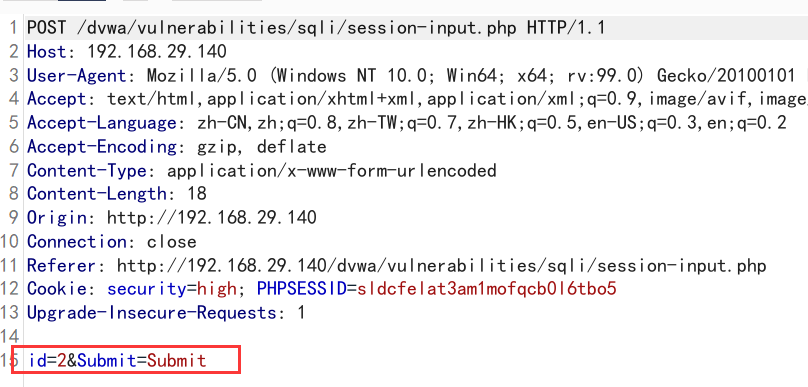 1 POST /dvwa/vulnerabilities/sqli/session-input.php HTTP/1.1
2 Host: 192.168.29.140
3 User-Agent: Mozilla/5.0 (Windows NT 10.0; Win64; x64; rv:99.0) Gecko/20100101
4 Accept: text/html,application/xhtml+xml,application/xml;q=0.9,image/avif,image
5 Accept-Language: zh-CN,zh;q=0.8,zh-TW;q=0.7,zh-HK;q=0.5,en-US;q=0.3,en;q=0.2
6 Accept-Encoding: gzip, deflate
7 Content-Type: application/x-www-form-urlencoded
8 Content-Length: 18
9 Origin: http://192.168.29.140
10 Connection: close
11 Referer: http://192.168.29.140/dvwa/vulnerabilities/sqli/session-input.php
12 Cookie: security=high; PHPSESSID=sldcfelat3am1mofqcb0l6tbo5
13 Upgrade-Insecure-Requests: 1
14
15 id=2&Submit=Submit